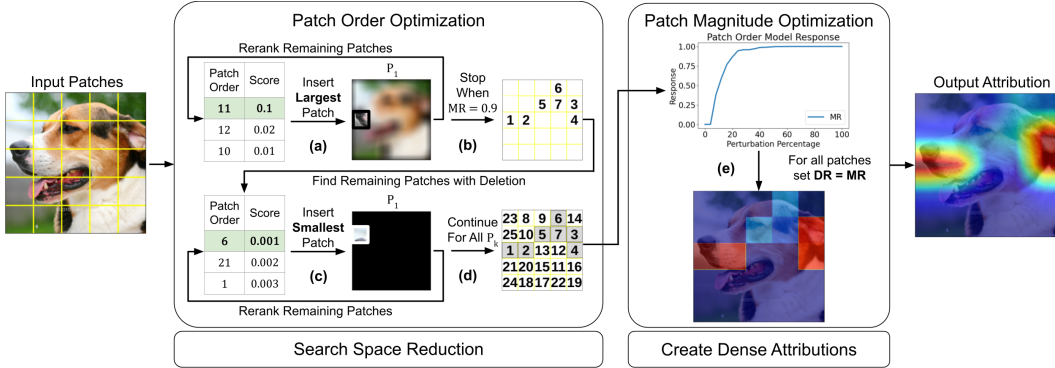 Patch Order Optimization
Patch Magnitude Optimization
Input Patches
Rerank Remaining Patches
Patch Order Score
11 0.1
12 0.02
10 0.01
Insert
Largest
Patch
(a)
P1
Stop
When
MR = 0.9
(b)
6
5 7 3
1 2 4
Find Remaining Patches with Deletion
Patch Order Score
6 0.001
21 0.002
1 0.003
Insert
Smallest
Patch
(c)
P1
Continue
For All Pk
(d)
23 8 9 6 14
25 10 5 7 3
1 2 13 12 4
21 20 15 11 16
24 18 17 22 19
Rerank Remaining Patches
Search Space Reduction
Patch Order Model Response
Response
1.00
0.75
0.50
0.25
0.00
MR
0 20 40 60 80 100
Perturbation Percentage
(e)
For all patches
set DR = MR
Create Dense Attributions
Output Attribution